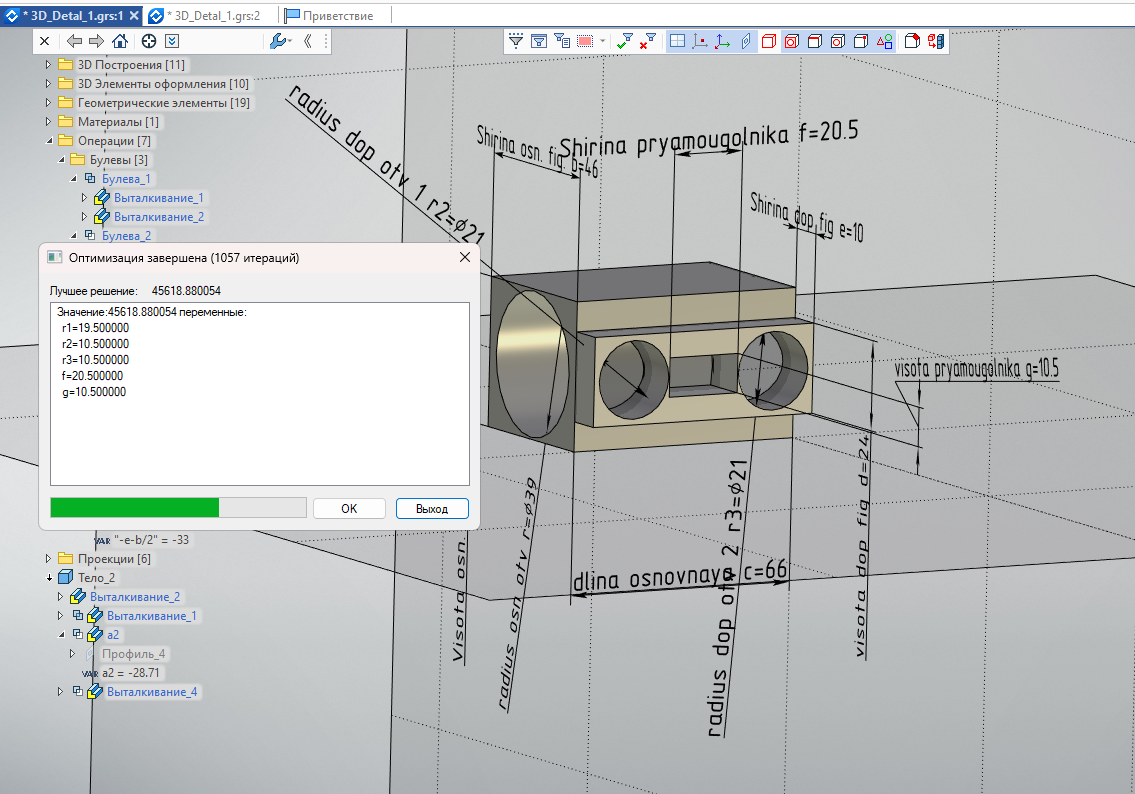 * 3D_Detal_1.grs:1
* 3D_Detal_1.grs:2
Приветствие
3D Построения [11]
3D Элементы оформления [10]
Геометрические элементы [19]
Материалы [1]
Операции [7]
Булевы [3]
Булева_1
Выталкивание_1
Выталкивание_2
Булева_2
Оптимизация завершена (1057 итераций)
Лучшее решение: 45618.880054
Значение:45618.880054 переменные:
r1=19.500000
r2=10.500000
r3=10.500000
f=20.500000
g=10.500000
OK
Выход
VAR "-e-b/2" = -33
Проекции [6]
Тело_2
Выталкивание_2
Выталкивание_1
a2
Профиль_4
VAR a2 = -28.71
Выталкивание_4
radius dop otv 1 r2=⌀21
Shirina osn. fig. b=46
Shirina pryamougolnika f=20.5
Shirina dop fig e=10
visota pryamougolnika g=10.5
visota dop fig d=24
radius dop otv 2 r3=⌀21
dlina osnovnaya c=66
radius osn otv r=⌀39
Visota osn.